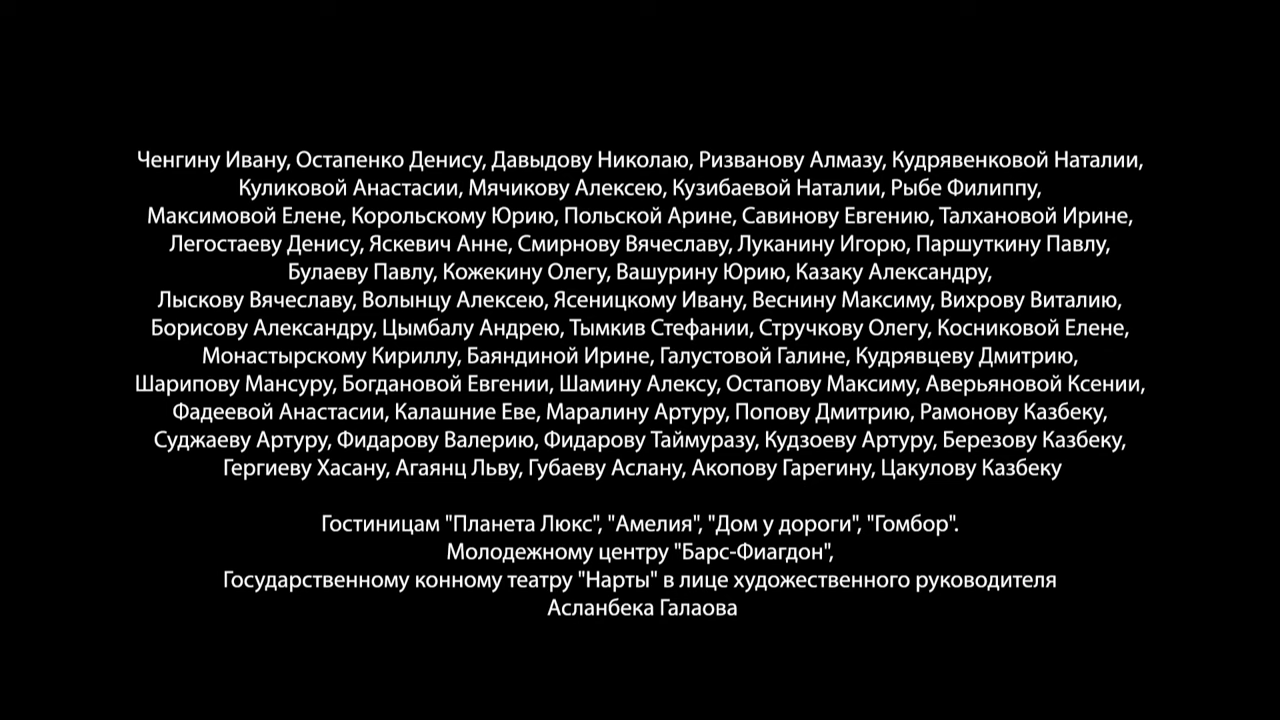 Ченгину Ивану, Остапенко Денису, Давыдову Николаю, Ризванову Алмазу, Кудрявенковой Наталии,
Куликовой Анастасии, Мячикову Алексею, Кузибаевой Наталии, Рыбе Филиппу,
Максимовой Елене, Корольскому Юрию, Польской Арине, Савинову Евгению, Талхановой Ирине,
Легостаеву Денису, Яскевич Анне, Смирнову Вячеславу, Луканину Игорю, Паршуткину Павлу,
Булаеву Павлу, Кожекину Олегу, Вашурину Юрию, Казаку Александру,
Лыскову Вячеславу, Волынцу Алексею, Ясеницкому Ивану, Веснину Максиму, Вихрову Виталию,
Борисову Александру, Цымбалу Андрею, Тымкив Стефании, Стручкову Олегу, Косниковой Елене,
Монастырскому Кириллу, Баяндиной Ирине, Галустовой Галине, Кудрявцеву Дмитрию,
Шарипову Мансуру, Богдановой Евгении, Шамину Алексу, Остапову Максиму, Аверьяновой Ксении,
Фадеевой Анастасии, Калашние Еве, Маралину Артуру, Попову Дмитрию, Рамонову Казбеку,
Суджаеву Артуру, Фидарову Валерию, Фидарову Таймуразу, Кудзоеву Артуру, Березову Казбеку,
Гергиеву Хасану, Агаянц Льву, Губаеву Аслану, Акопову Гарегину, Цакулову Казбеку
Гостиницам "Планета Люкс", "Амелия", "Дом у дороги", "Гомбор".
Молодежному центру "Барс-Фиагдон",
Государственному конному театру "Нарты" в лице художественного руководителя
Асланбека Галаова